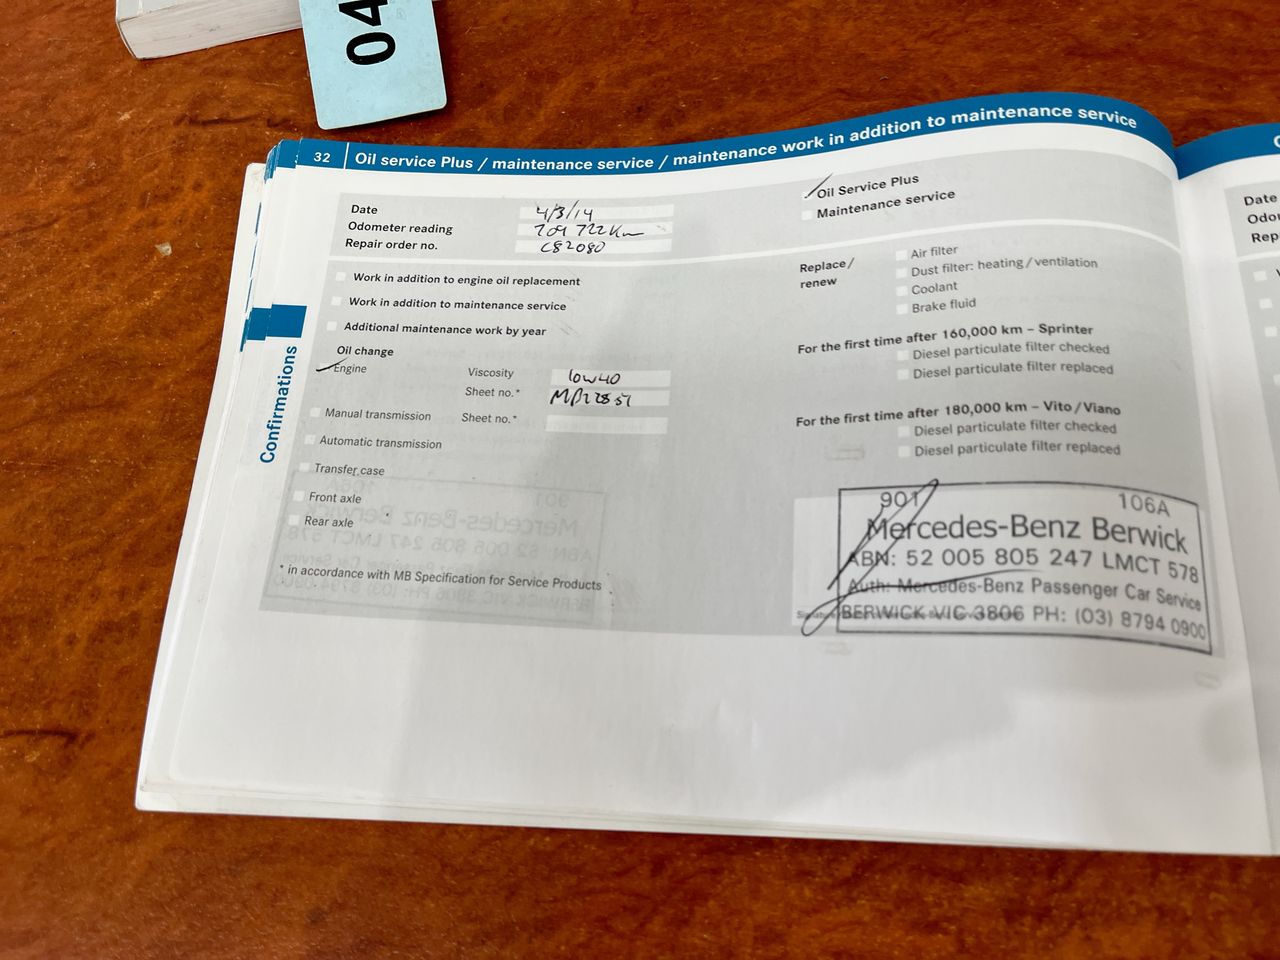 04
32 Oil service Plus / maintenance service / maintenance work in addition to maintenance service
Date 4/3/14
Odometer reading 209 722 Km
Repair order no. C82080
Oil Service Plus
Maintenance service
Work in addition to engine oil replacement
Work in addition to maintenance service
Additional maintenance work by year
Oil change
Engine Viscosity 10W40
Sheet no.*
Manual transmission Sheet no.*
Automatic transmission
Transfer case
Front axle
Rear axle
* in accordance with MB Specification for Service Products
Confirmations
Replace/
renew
Air filter
Dust filter: heating/ventilation
Coolant
Brake fluid
For the first time after 160,000 km – Sprinter
Diesel particulate filter checked
Diesel particulate filter replaced
For the first time after 180,000 km – Vito/Viano
Diesel particulate filter checked
Diesel particulate filter replaced
901 106A
Mercedes-Benz Berwick
ABN: 52 005 805 247 LMCT 578
Auth: Mercedes-Benz Passenger Car Service
BERWICK VIC 3806 PH: (03) 8794 0900
Date